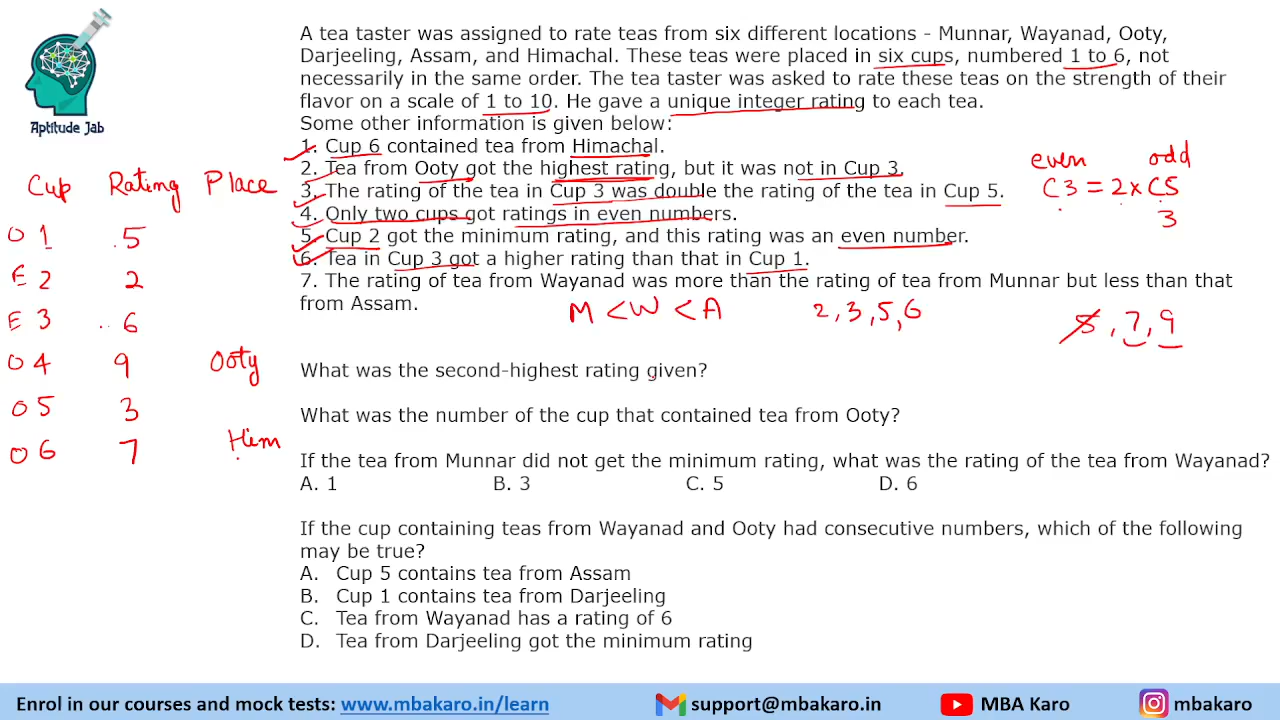 Aptitude Jab
A tea taster was assigned to rate teas from six different locations - Munnar, Wayanad, Ooty,
Darjeeling, Assam, and Himachal. These teas were placed in six cups, numbered 1 to 6, not
necessarily in the same order. The tea taster was asked to rate these teas on the strength of their
flavor on a scale of 1 to 10. He gave a unique integer rating to each tea.
Some other information is given below:
1. Cup 6 contained tea from Himachal.
2. Tea from Ooty got the highest rating, but it was not in Cup 3.
3. The rating of the tea in Cup 3 was double the rating of the tea in Cup 5.
4. Only two cups got ratings in even numbers.
5. Cup 2 got the minimum rating, and this rating was an even number.
6. Tea in Cup 3 got a higher rating than that in Cup 1.
7. The rating of tea from Wayanad was more than the rating of tea from Munnar but less than that
from Assam.
M < W < A
2, 3, 5, 6
8, 7, 9
even odd
C3 = 2 x C5
3
Cup Rating Place
O 1 5
E 2 2
E 3 6
O 4 9 Ooty
O 5 3
O 6 7 Him
What was the second-highest rating given?
What was the number of the cup that contained tea from Ooty?
If the tea from Munnar did not get the minimum rating, what was the rating of the tea from Wayanad?
A. 1 B. 3 C. 5 D. 6
If the cup containing teas from Wayanad and Ooty had consecutive numbers, which of the following
may be true?
A. Cup 5 contains tea from Assam
B. Cup 1 contains tea from Darjeeling
C. Tea from Wayanad has a rating of 6
D. Tea from Darjeeling got the minimum rating
Enrol in our courses and mock tests: www.mbakaro.in/learn support@mbakaro.in MBA Karo mbakaro